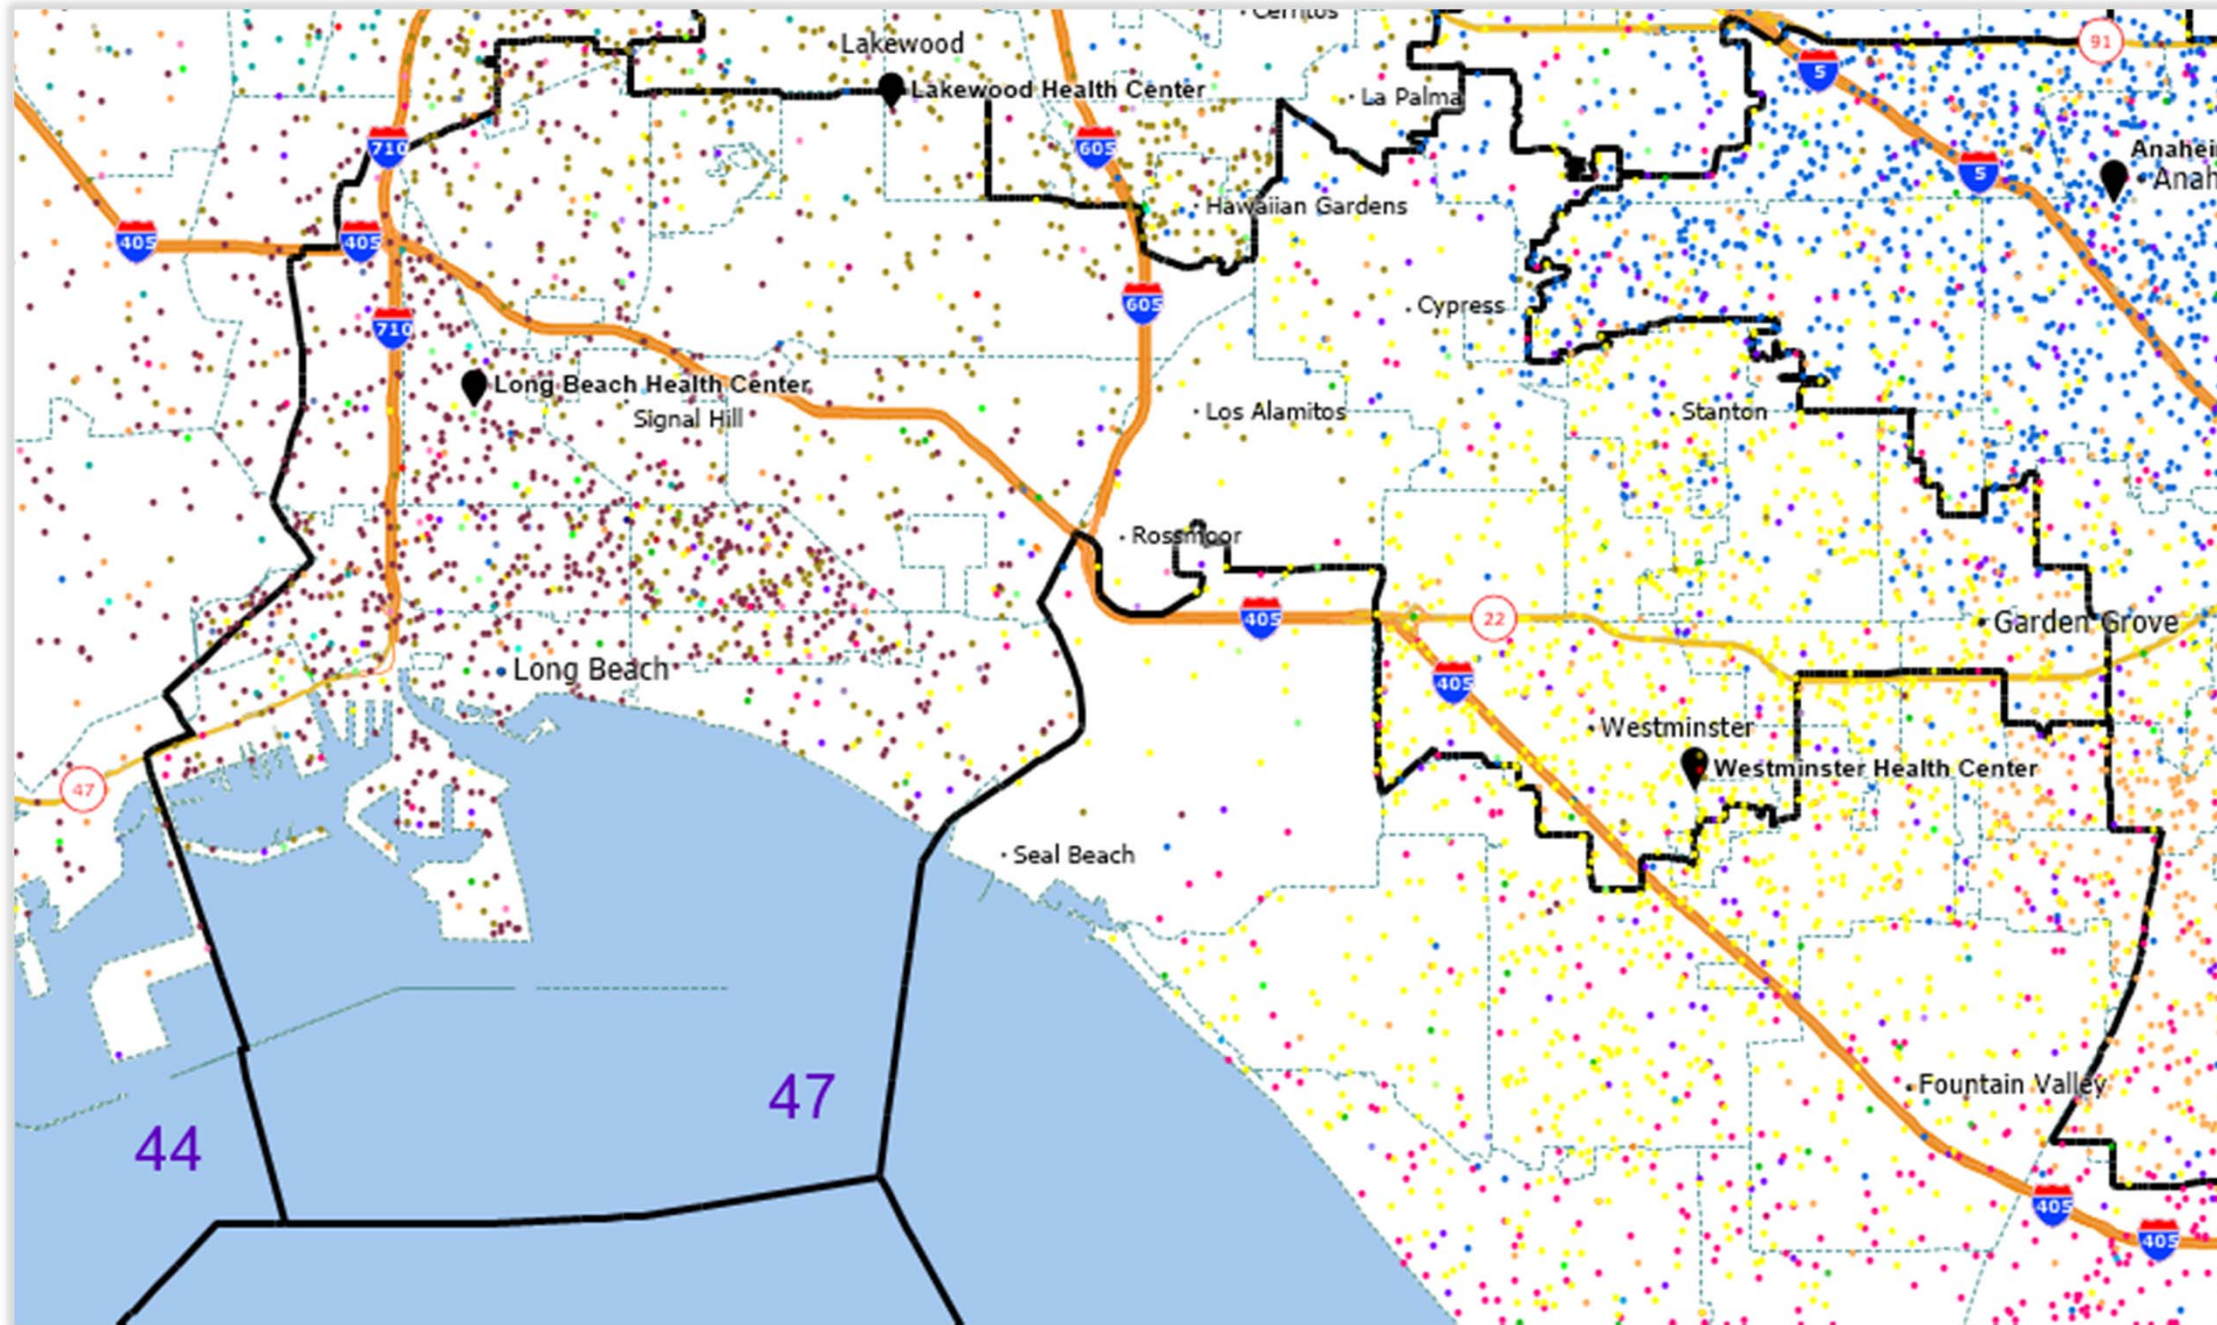 Cerritos
Lakewood
91
5
Lakewood Health Center
La Palma
710
605
Anahei
5
Anah
Hawaiian Gardens
405
405
605
Cypress
710
Long Beach Health Center
Signal Hill
Los Alamitos
Stanton
Rossmoor
405
22
Garden Grove
Long Beach
405
Westminster
Westminster Health Center
47
Seal Beach
Fountain Valley
47
44
405
405